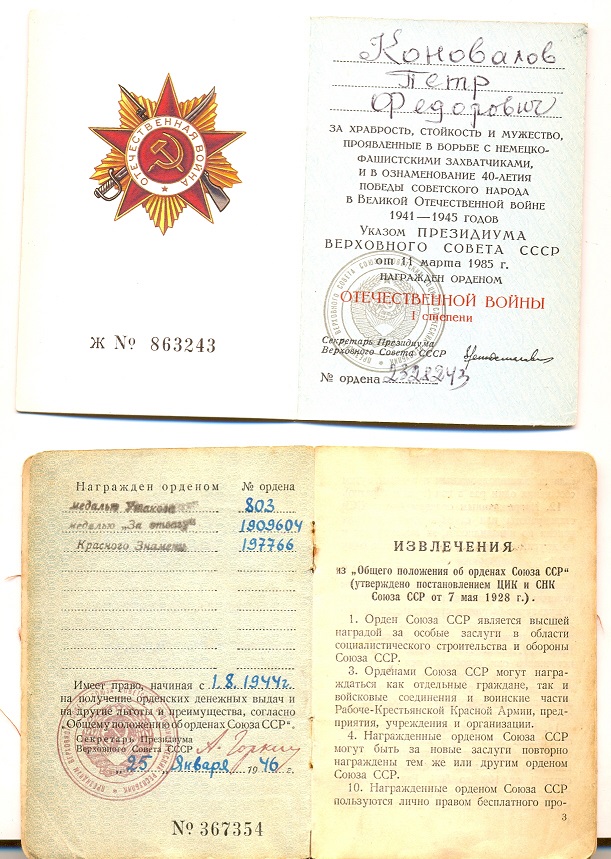 ОТЕЧЕСТВЕННАЯ ВОЙНА
Ж № 863243
Коновалов
Петр
Федорович
ЗА ХРАБРОСТЬ, СТОЙКОСТЬ И МУЖЕСТВО,
ПРОЯВЛЕННЫЕ В БОРЬБЕ С НЕМЕЦКО-
ФАШИСТСКИМИ ЗАХВАТЧИКАМИ,
И В ОЗНАМЕНОВАНИЕ 40-ЛЕТИЯ
ПОБЕДЫ СОВЕТСКОГО НАРОДА
В ВЕЛИКОЙ ОТЕЧЕСТВЕННОЙ ВОЙНЕ
1941—1945 ГОДОВ
УКАЗОМ ПРЕЗИДИУМА
ВЕРХОВНОГО СОВЕТА СССР
от 11 марта 1985 г.
НАГРАЖДЕН ОРДЕНОМ
ОТЕЧЕСТВЕННОЙ ВОЙНЫ
I степени
Секретарь Президиума
Верховного Совета СССР
№ ордена 2322243
Награжден орденом № ордена
медалью Ушакова 803
медалью „За отвагу" 1909604
Красного Знамени 197766
Имеет право, начиная с 1.8.1944г.
на получение орденских денежных выдач и
на другие льготы и преимущества, согласно
„Общему положению об орденах Союза ССР".
Секретарь Президиума
Верховного Совета СССР А. Горкин
„25" Января 1946 г.
№ 367354
ИЗВЛЕЧЕНИЯ
из „Общего положения об орденах Союза ССР"
(утверждено постановлением ЦИК и СНК
Союза ССР от 7 мая 1928 г.).
1. Орден Союза ССР является высшей
наградой за особые заслуги в области
социалистического строительства и обороны
Союза ССР.
3. Орденами Союза ССР могут награ-
ждаться как отдельные граждане, так и
войсковые соединения и воинские части
Рабоче-Крестьянской Красной Армии, пред-
приятия, учреждения и организации.
4. Награжденные орденом Союза ССР
могут быть за новые заслуги повторно
награждены тем же или другим орденом
Союза ССР.
10. Награжденные орденом Союза ССР
пользуются лично правом бесплатного про-
3